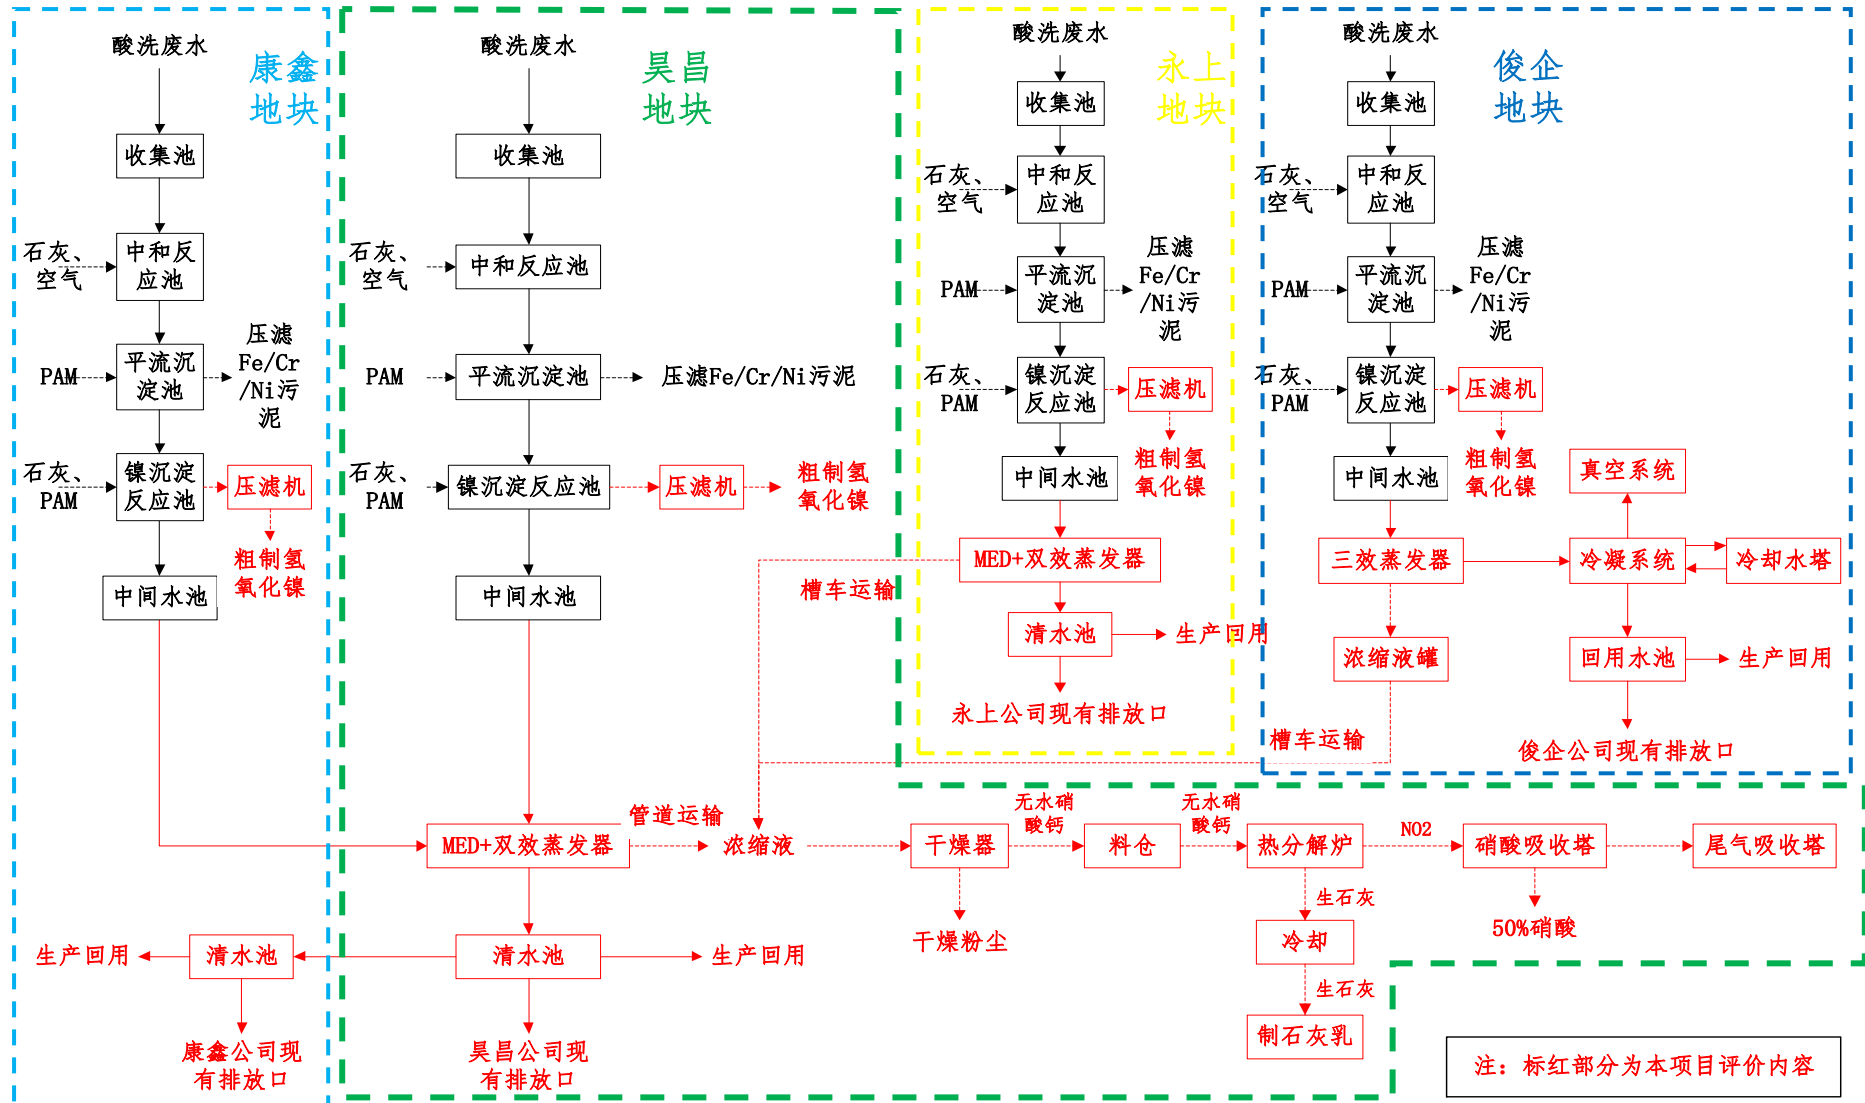 酸洗废水
康鑫
地块
收集池
石灰、
空气
中和反
应池
PAM
平流沉
淀池
压滤
Fe/Cr
/Ni污
泥
石灰、
PAM
镍沉淀
反应池
压滤机
粗制氢
氧化镍
中间水池
生产回用
清水池
康鑫公司现
有排放口
酸洗废水
昊昌
地块
收集池
石灰、
空气
中和反应池
PAM
平流沉淀池
压滤Fe/Cr/Ni污泥
石灰、
PAM
镍沉淀反应池
压滤机
粗制氢
氧化镍
中间水池
MED+双效蒸发器
管道运输
浓缩液
清水池
生产回用
昊昌公司现
有排放口
酸洗废水
永上
地块
收集池
石灰、
空气
中和反
应池
PAM
平流沉
淀池
压滤
Fe/Cr
/Ni污
泥
石灰、
PAM
镍沉淀
反应池
压滤机
粗制氢
氧化镍
中间水池
MED+双效蒸发器
槽车运输
清水池
生产回用
永上公司现有排放口
酸洗废水
俊企
地块
收集池
石灰、
空气
中和反
应池
PAM
平流沉
淀池
压滤
Fe/Cr
/Ni污
泥
石灰、
PAM
镍沉淀
反应池
压滤机
粗制氢
氧化镍
中间水池
真空系统
三效蒸发器
冷凝系统
冷却水塔
浓缩液罐
回用水池
生产回用
槽车运输
俊企公司现有排放口
干燥器
无水硝
酸钙
料仓
无水硝
酸钙
热分解炉
NO2
硝酸吸收塔
尾气吸收塔
干燥粉尘
生石灰
50%硝酸
冷却
生石灰
制石灰乳
注：标红部分为本项目评价内容